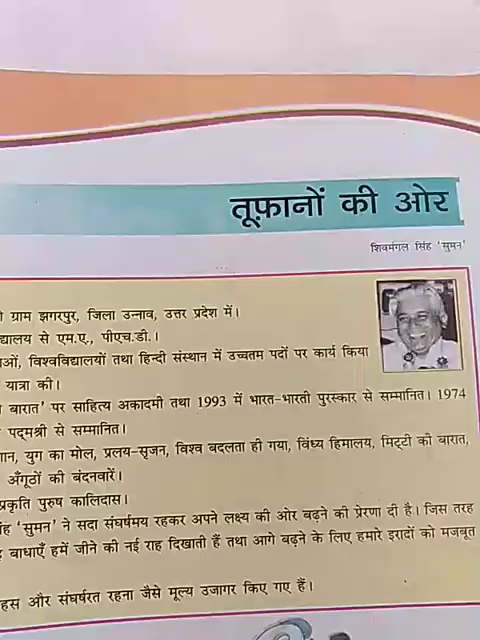 तूफ़ानों की ओर
शिवमंगल सिंह 'सुमन'
ग्राम झगरपुर, जिला उन्नाव, उत्तर प्रदेश में।
से एम.ए., पीएच.डी.।
विश्वविद्यालयों तथा हिन्दी संस्थान में उच्चतम पदों पर कार्य किया
यात्रा की।
बारात' पर साहित्य अकादमी तथा 1993 में भारत-भारती पुरस्कार से सम्मानित। 1974
पद्मश्री से सम्मानित।
युग का मोल, प्रलय-सृजन, विश्व बदलता ही गया, विंध्य हिमालय, मिट्टी की बारात,
अँगूठों की बंदनवारें।
प्रकृति पुरुष कालिदास।
'सुमन' ने सदा संघर्षमय रहकर अपने लक्ष्य की ओर बढ़ने की प्रेरणा दी है। जिस तरह
बाधाएँ हमें जीने की नई राह दिखाती हैं तथा आगे बढ़ने के लिए हमारे इरादों को मजबूत
और संघर्षरत रहना जैसे मूल्य उजागर किए गए हैं।